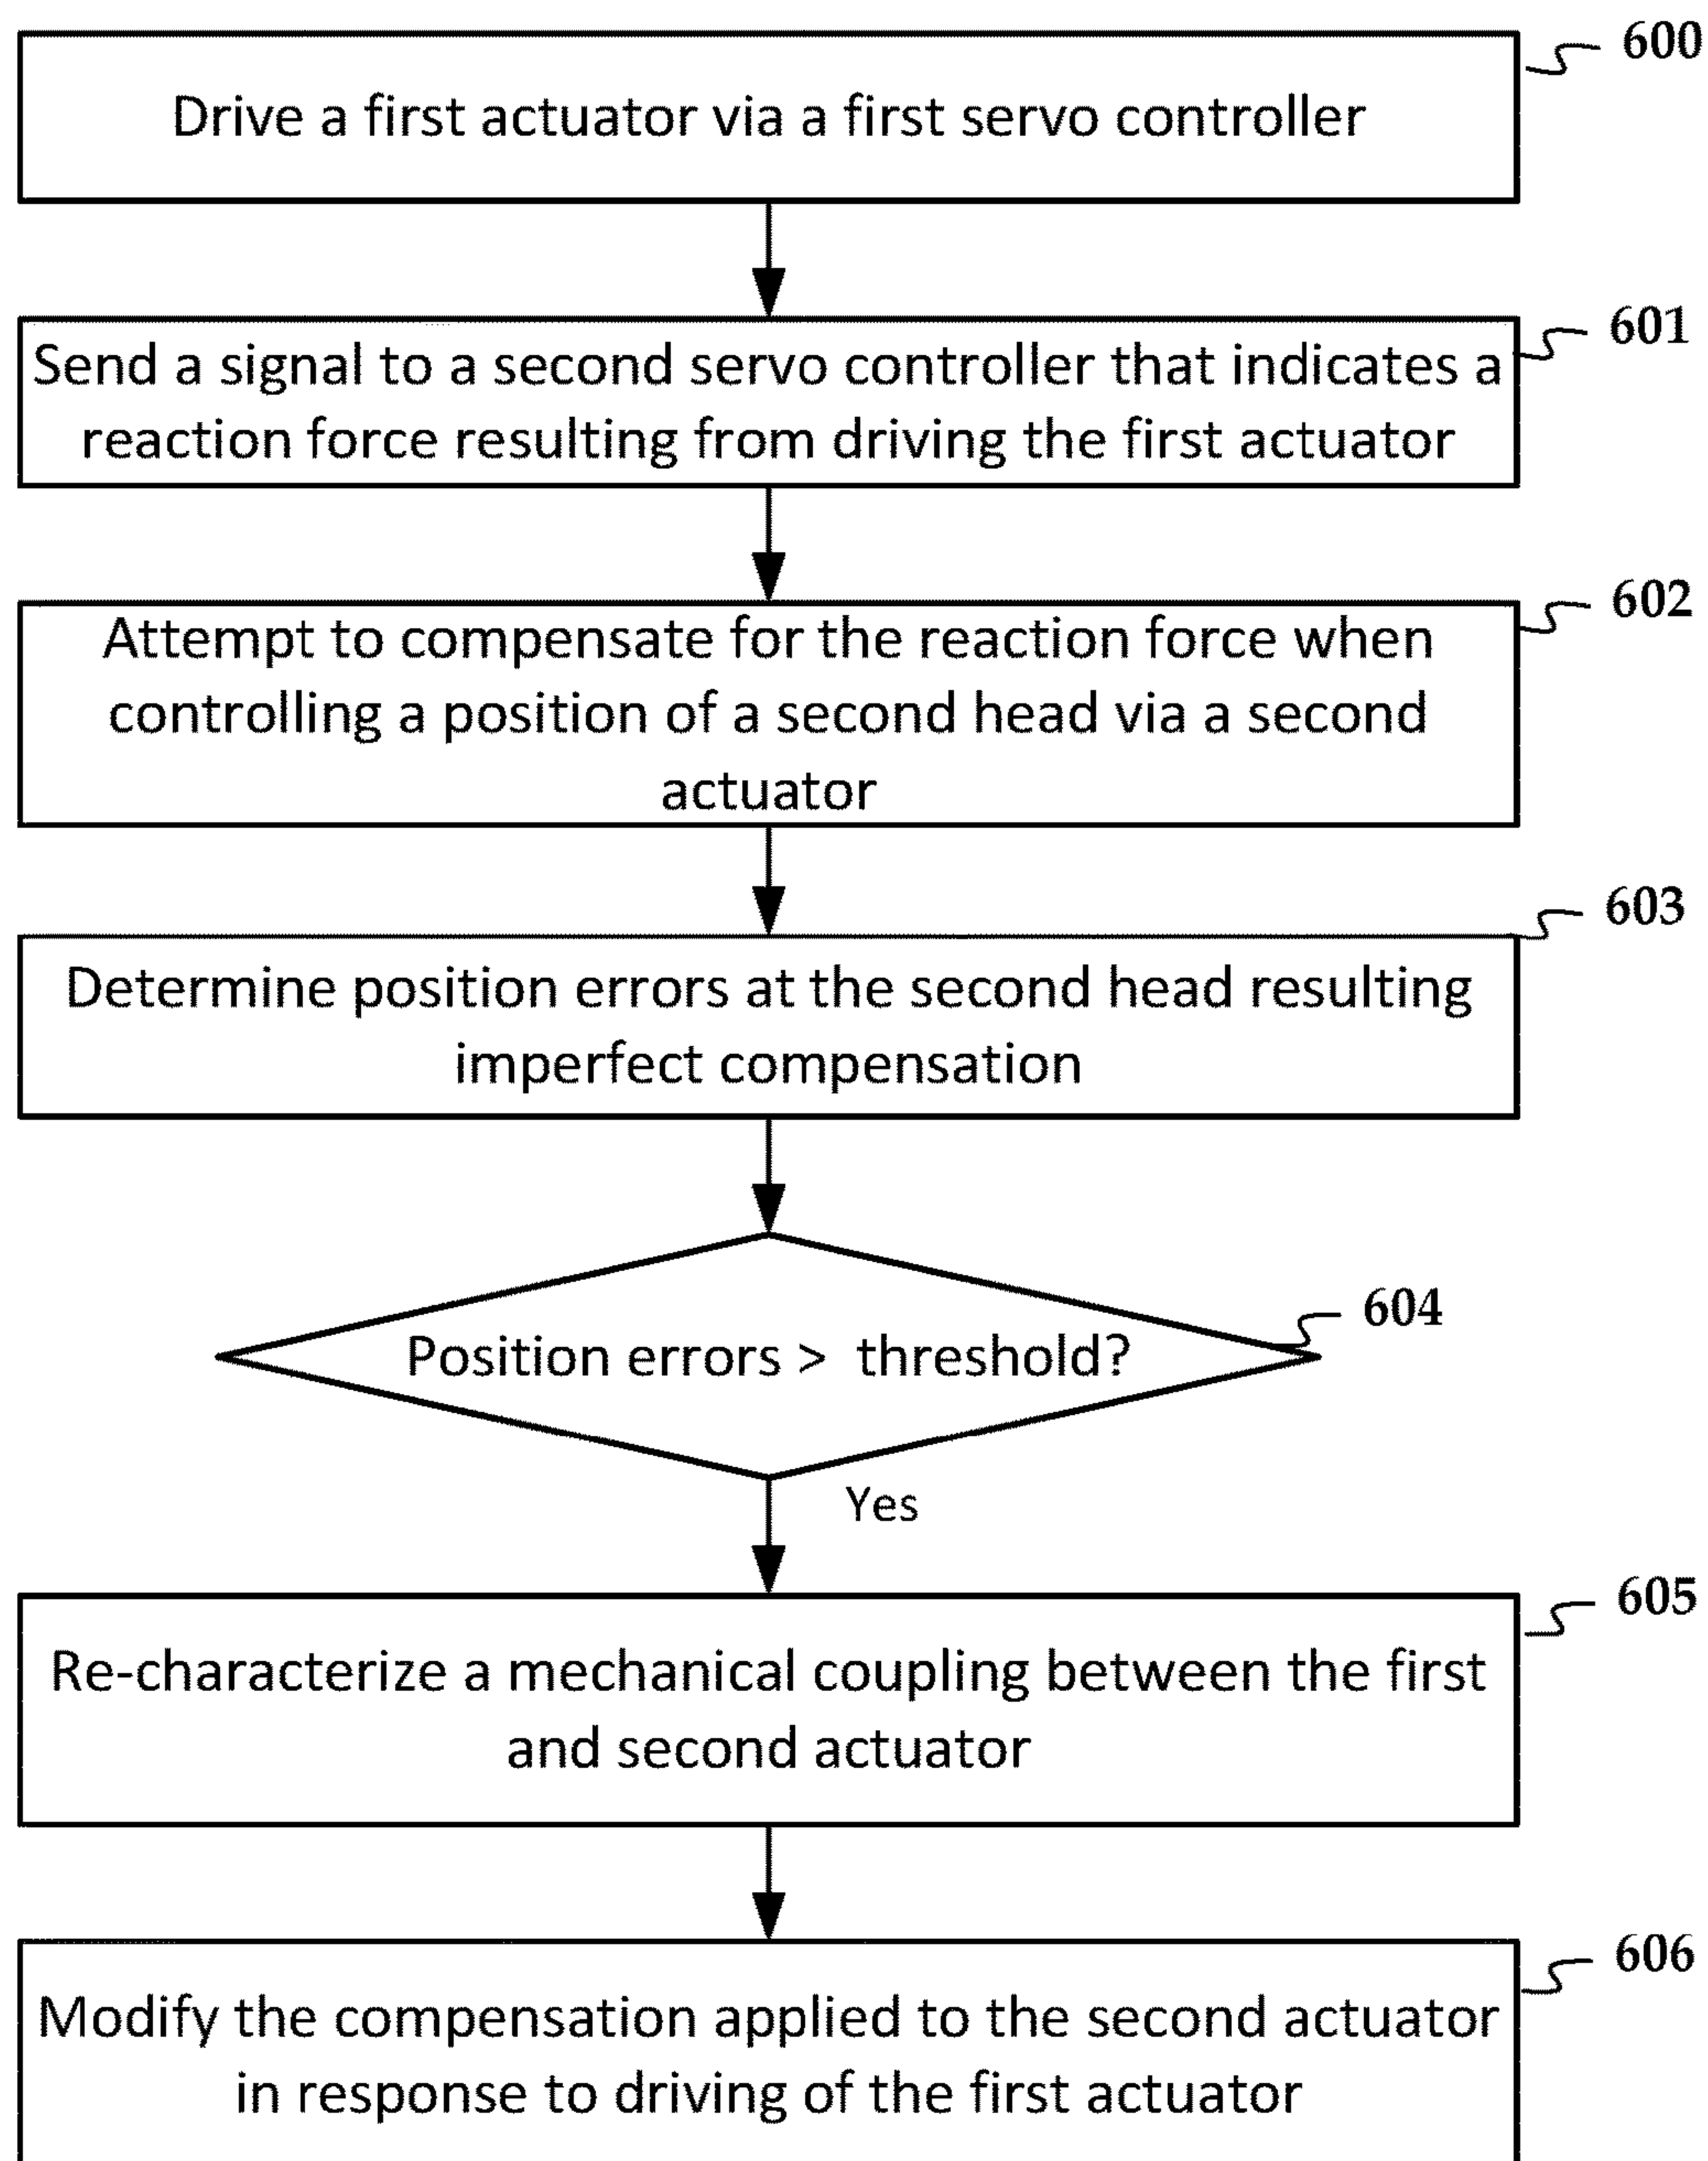 600
Drive a first actuator via a first servo controller
601
Send a signal to a second servo controller that indicates a
reaction force resulting from driving the first actuator
602
Attempt to compensate for the reaction force when
controlling a position of a second head via a second
actuator
603
Determine position errors at the second head resulting
imperfect compensation
604
Position errors > threshold?
Yes
605
Re-characterize a mechanical coupling between the first
and second actuator
606
Modify the compensation applied to the second actuator
in response to driving of the first actuator